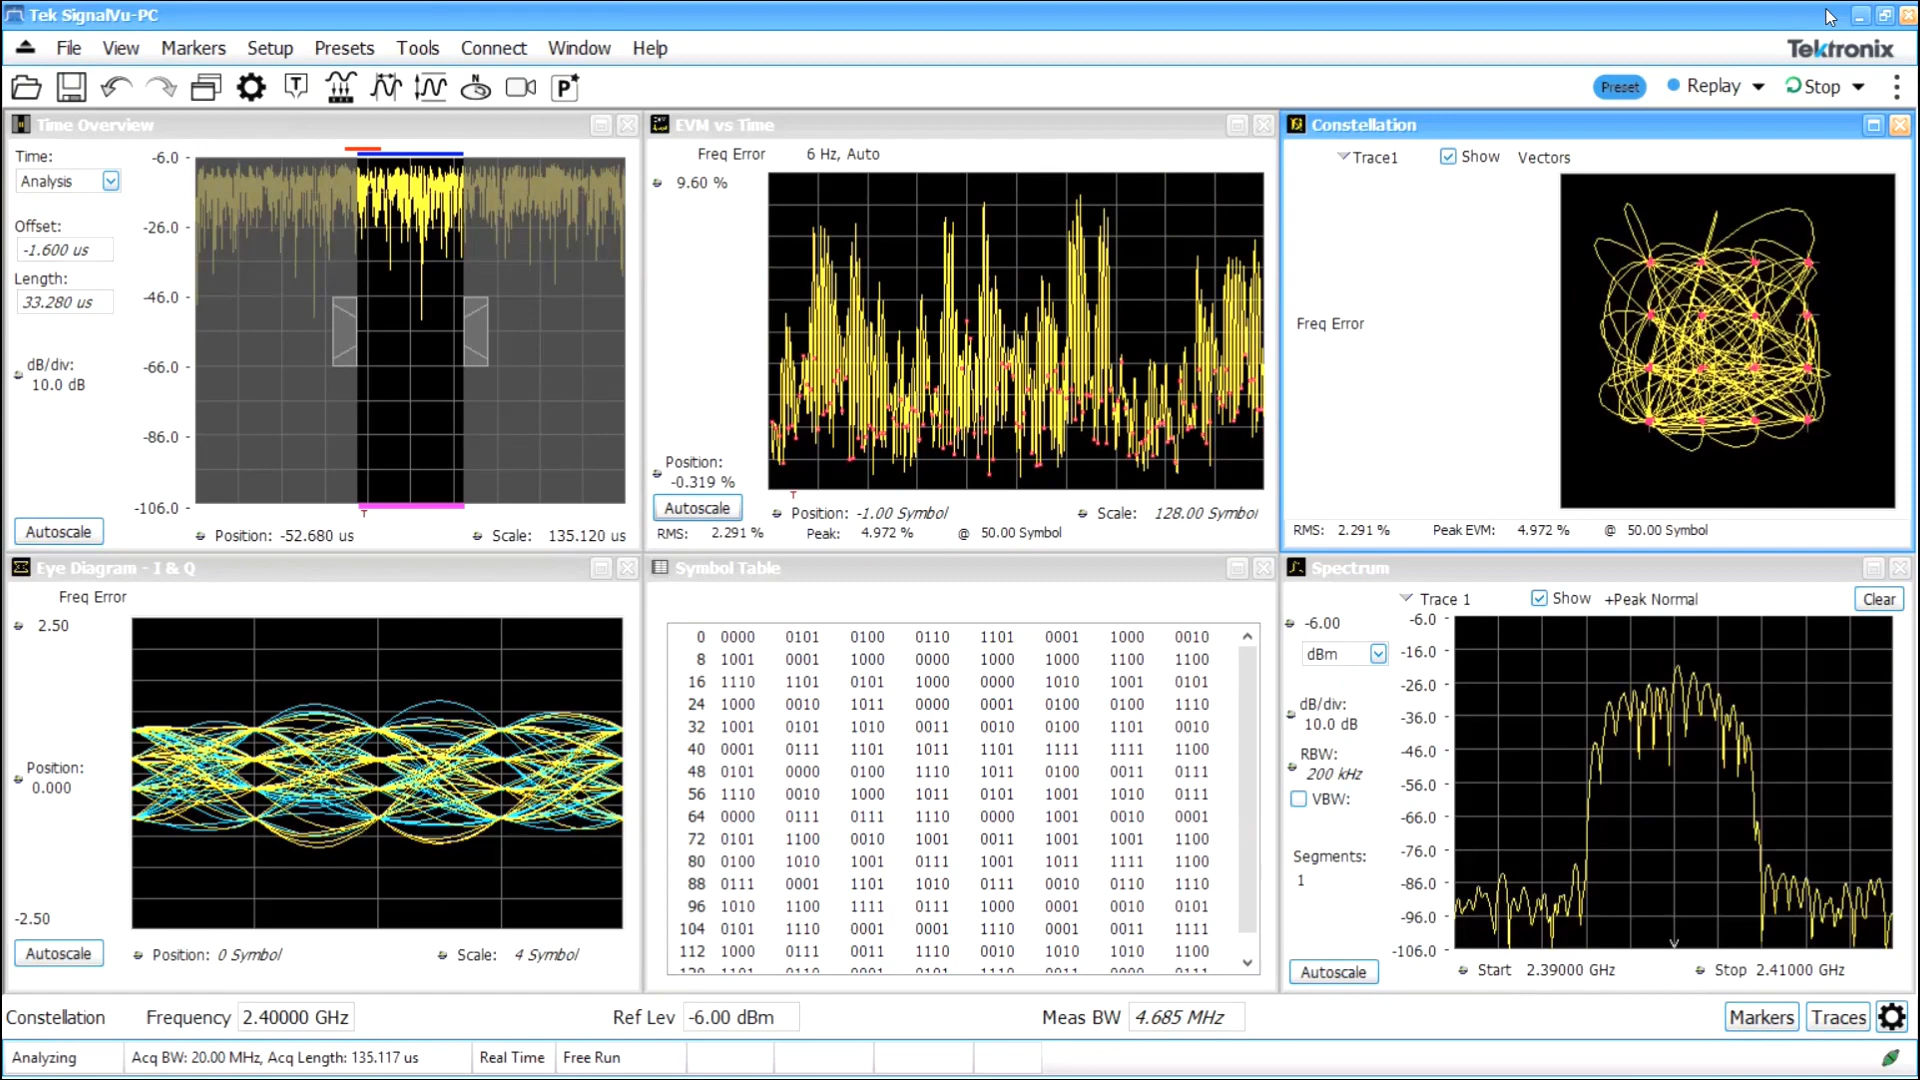 Tek SignalVu-PC
File View Markers Setup Presets Tools Connect Window Help
Tektronix
Preset Replay Stop
Time Overview
Time:
Analysis
Offset:
-1.600 us
Length:
33.280 us
dB/div:
10.0 dB
-6.0
-26.0
-46.0
-66.0
-86.0
-106.0
T
Autoscale
Position: -52.680 us
Scale: 135.120 us
EVM vs Time
Freq Error 6 Hz, Auto
9.60 %
Position:
-0.319 %
Autoscale
T
Position: -1.00 Symbol
Scale: 128.00 Symbol
RMS: 2.291 % Peak: 4.972 % @ 50.00 Symbol
Constellation
Trace1 Show Vectors
Freq Error
RMS: 2.291 % Peak EVM: 4.972 % @ 50.00 Symbol
Eye Diagram - I & Q
Freq Error
2.50
Position:
0.000
-2.50
Autoscale
Position: 0 Symbol
Scale: 4 Symbol
Symbol Table
0 0000 0101 0100 0110 1101 0001 1000 0010
8 1001 0001 1000 0000 1000 1000 1100 1100
16 1110 1101 0101 1000 0000 1010 1001 0101
24 1000 0010 1011 0000 0001 0100 0100 1110
32 1001 0101 1010 0011 0010 0100 1101 0010
40 0001 0111 1101 1011 1101 1111 1111 1100
48 0101 0000 0100 1110 1011 0100 0011 0111
56 1110 0010 1000 1011 0101 1001 1010 0111
64 0000 0111 0111 1110 0000 1001 0010 0001
72 0101 1100 0010 1001 0011 1001 1001 1100
80 0100 1010 1001 0111 1001 1011 1111 1100
88 0111 0001 1101 1010 0111 0010 0110 1110
96 1010 1100 1111 0111 1000 0001 0010 0101
104 0101 1110 0001 0001 1110 0001 0011 1111
112 1000 0111 0011 1110 0010 1010 1010 1100
Spectrum
Trace 1 Show +Peak Normal Clear
-6.00
dBm
dB/div:
10.0 dB
RBW:
200 kHz
VBW:
Segments:
1
Autoscale
-6.0
-16.0
-26.0
-36.0
-46.0
-56.0
-66.0
-76.0
-86.0
-96.0
-106.0
Start 2.39000 GHz
Stop 2.41000 GHz
Constellation Frequency 2.40000 GHz Ref Lev -6.00 dBm Meas BW 4.685 MHz Markers Traces
Analyzing Acq BW: 20.00 MHz, Acq Length: 135.117 us Real Time Free Run